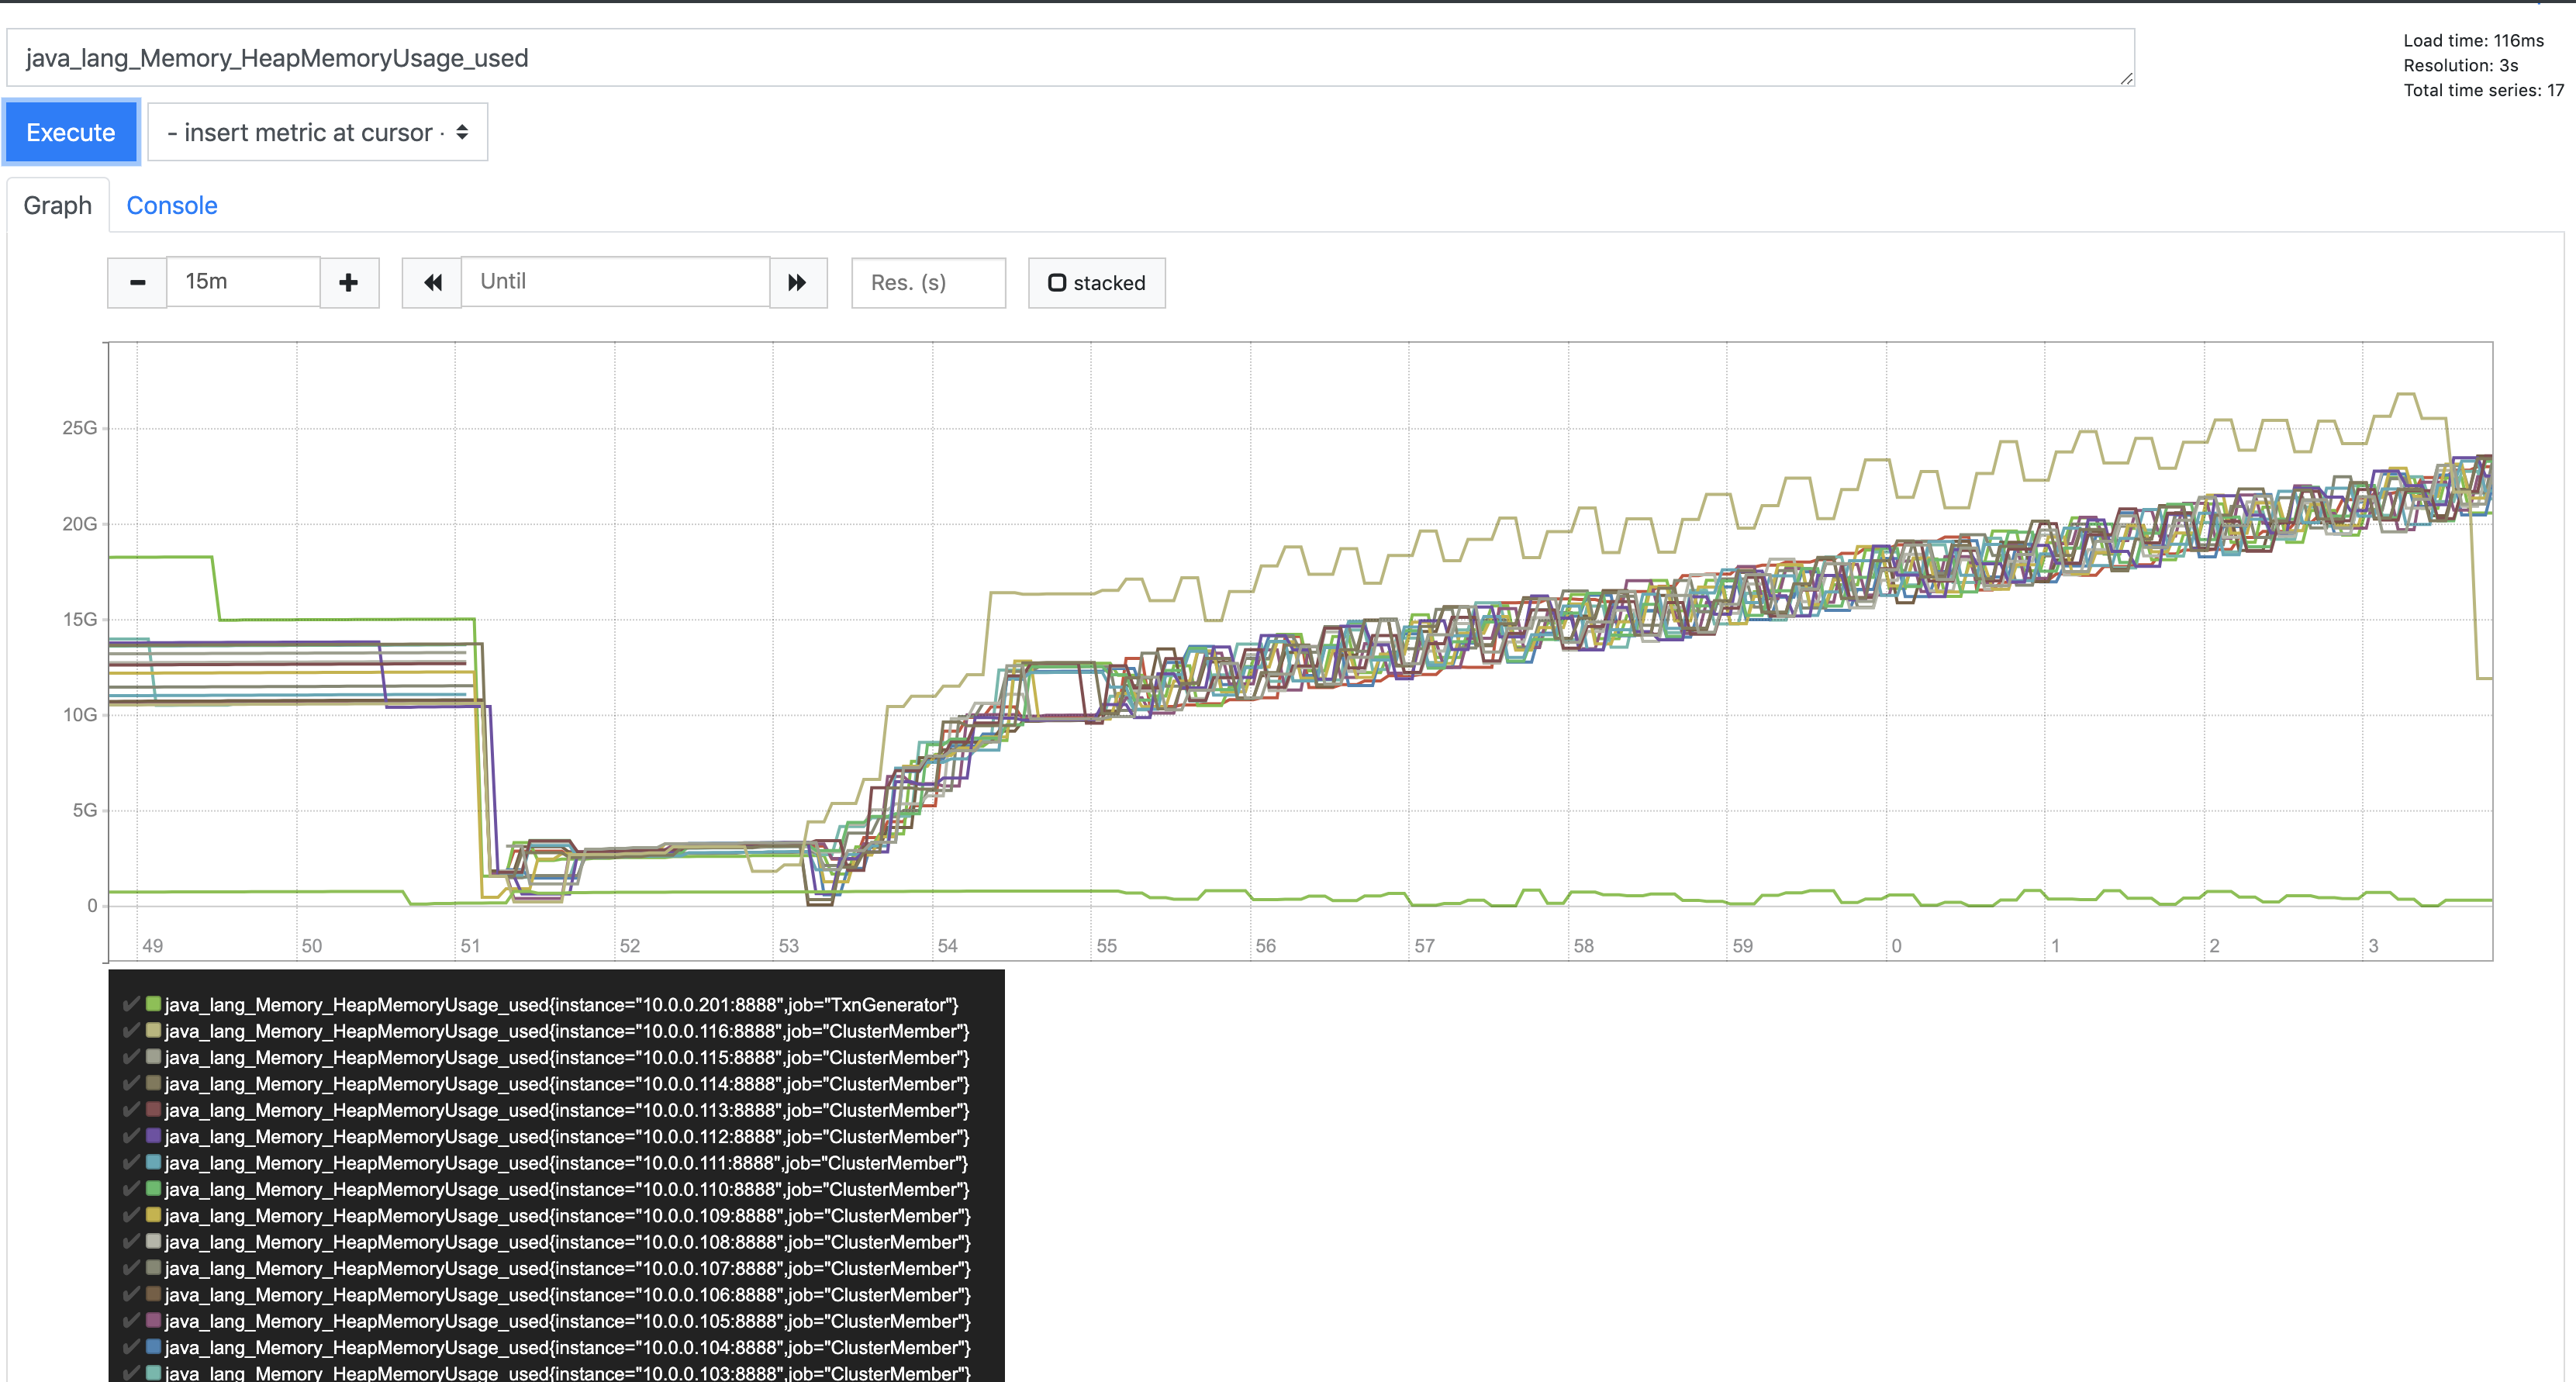 java_lang_Memory_HeapMemoryUsage_used
Load time: 116ms
Resolution: 3s
Total time series: 17
Execute
- insert metric at cursor -
Graph Console
15m Until Res. (s) stacked
25G
20G
15G
10G
5G
0
49 50 51 52 53 54 55 56 57 58 59 0 1 2 3
java_lang_Memory_HeapMemoryUsage_used{instance="10.0.0.201:8888",job="TxnGenerator"}
java_lang_Memory_HeapMemoryUsage_used{instance="10.0.0.116:8888",job="ClusterMember"}
java_lang_Memory_HeapMemoryUsage_used{instance="10.0.0.115:8888",job="ClusterMember"}
java_lang_Memory_HeapMemoryUsage_used{instance="10.0.0.114:8888",job="ClusterMember"}
java_lang_Memory_HeapMemoryUsage_used{instance="10.0.0.113:8888",job="ClusterMember"}
java_lang_Memory_HeapMemoryUsage_used{instance="10.0.0.112:8888",job="ClusterMember"}
java_lang_Memory_HeapMemoryUsage_used{instance="10.0.0.111:8888",job="ClusterMember"}
java_lang_Memory_HeapMemoryUsage_used{instance="10.0.0.110:8888",job="ClusterMember"}
java_lang_Memory_HeapMemoryUsage_used{instance="10.0.0.109:8888",job="ClusterMember"}
java_lang_Memory_HeapMemoryUsage_used{instance="10.0.0.108:8888",job="ClusterMember"}
java_lang_Memory_HeapMemoryUsage_used{instance="10.0.0.107:8888",job="ClusterMember"}
java_lang_Memory_HeapMemoryUsage_used{instance="10.0.0.106:8888",job="ClusterMember"}
java_lang_Memory_HeapMemoryUsage_used{instance="10.0.0.105:8888",job="ClusterMember"}
java_lang_Memory_HeapMemoryUsage_used{instance="10.0.0.104:8888",job="ClusterMember"}
java_lang_Memory_HeapMemoryUsage_used{instance="10.0.0.103:8888",job="ClusterMember"}